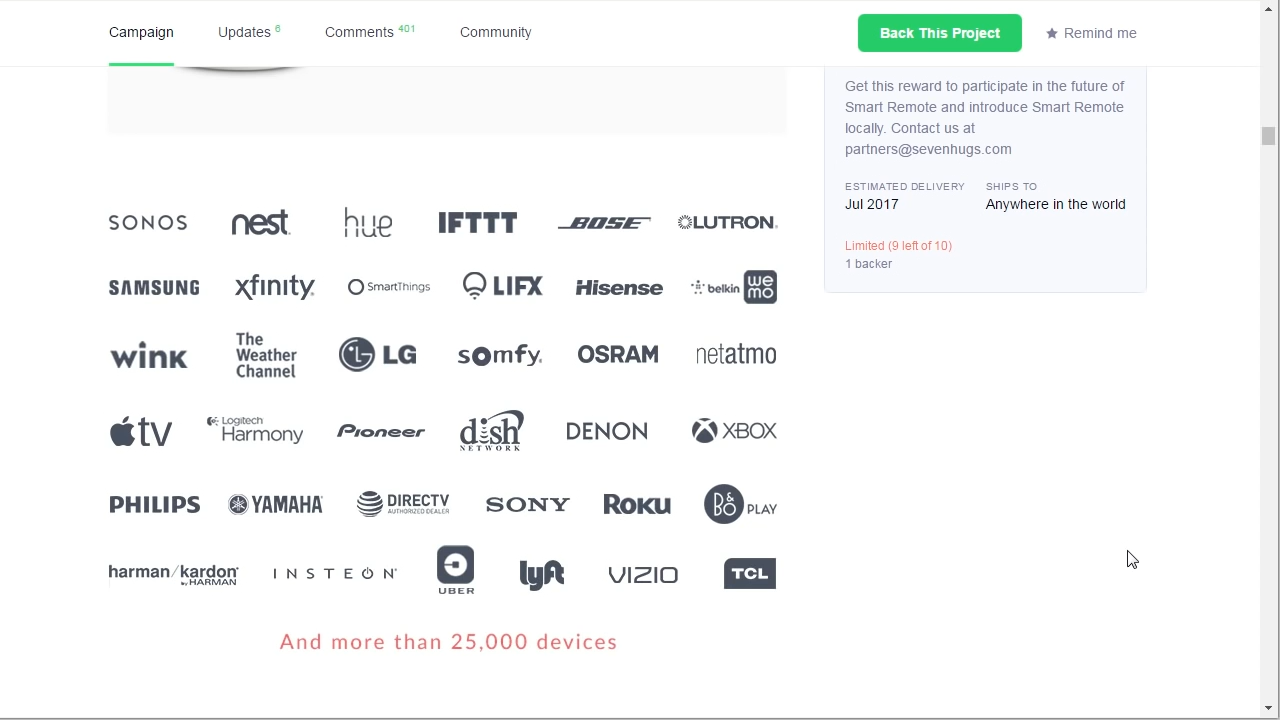 Campaign Updates 6 Comments 401 Community Back This Project Remind me
Get this reward to participate in the future of
Smart Remote and introduce Smart Remote
locally. Contact us at
partners@sevenhugs.com
ESTIMATED DELIVERY SHIPS TO
Jul 2017 Anywhere in the world
Limited (9 left of 10)
1 backer
SONOS nest hue IFTTT BOSE LUTRON
SAMSUNG xfinity SmartThings LIFX Hisense belkin we mo
wink The Weather Channel LG somfy OSRAM netatmo
tv Logitech Harmony Pioneer dish NETWORK DENON XBOX
PHILIPS YAMAHA DIRECTV AUTHORIZED DEALER SONY ROKU B&O PLAY
harman/kardon by HARMAN INSTEON UBER lyft VIZIO TCL
And more than 25,000 devices